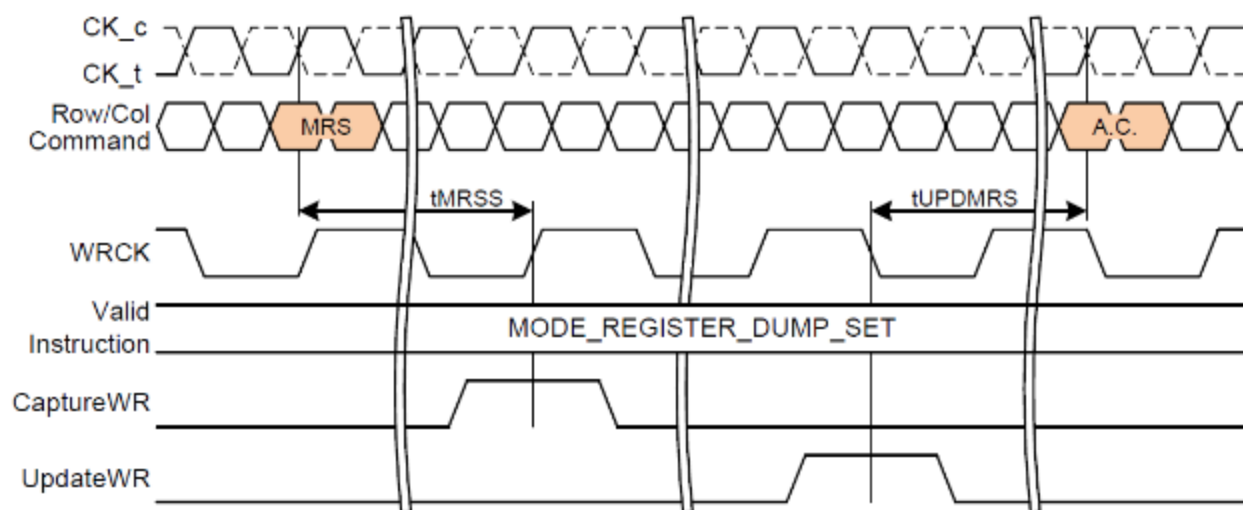 CK_c
CK_t
Row/Col
Command
MRS
A.C.
tMRSS
tUPDMRS
WRCK
Valid
Instruction
MODE_REGISTER_DUMP_SET
CaptureWR
UpdateWR